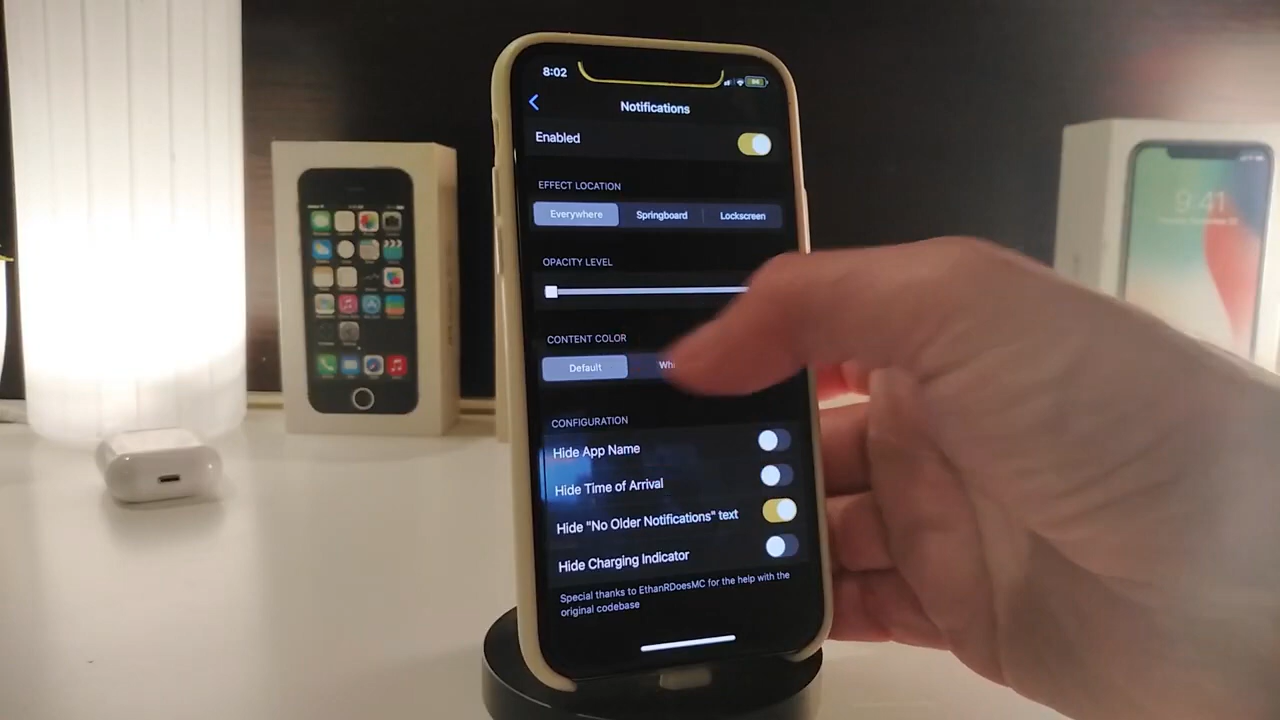 8:02
Notifications
Enabled
EFFECT LOCATION
Everywhere Springboard Lockscreen
OPACITY LEVEL
CONTENT COLOR
Default
CONFIGURATION
Hide App Name
Hide Time of Arrival
Hide "No Older Notifications" text
Hide Charging Indicator
Special thanks to EthanRDoesMC for the help with the
original codebase
9:41